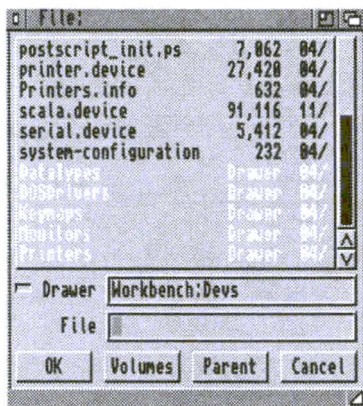 File:
postscript_init.ps 7,062 04/
printer.device 27,420 04/
Printers.info 632 04/
scala.device 91,116 11/
serial.device 5,412 04/
system-configuration 232 04/
Datatypes Drawer 04/
DOSDrivers Drawer 04/
Keymaps Drawer 04/
Monitors Drawer 04/
Printers Drawer 04/
Drawer Workbench:Devs
File
OK Volumes Parent Cancel